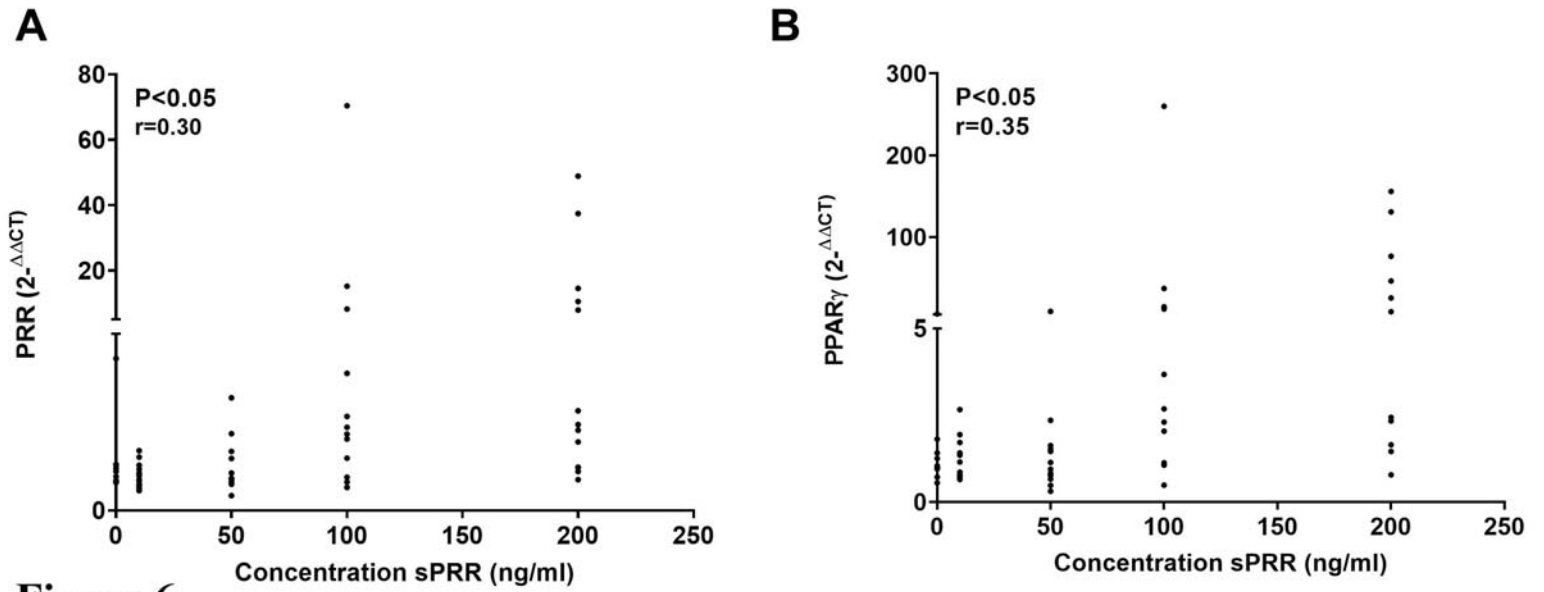 A
B
80
60
40
20
0
PRR (2-ΔΔCT)
P<0.05
r=0.30
0 50 100 150 200 250
Concentration sPRR (ng/ml)
300
200
100
5
0
PPARγ (2-ΔΔCT)
P<0.05
r=0.35
0 50 100 150 200 250
Concentration sPRR (ng/ml)